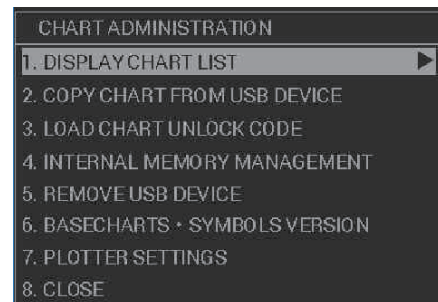 CHART ADMINISTRATION
1. DISPLAY CHART LIST
2. COPY CHART FROM USB DEVICE
3. LOAD CHART UNLOCK CODE
4. INTERNAL MEMORY MANAGEMENT
5. REMOVE USB DEVICE
6. BASECHARTS・SYMBOLS VERSION
7. PLOTTER SETTINGS
8. CLOSE